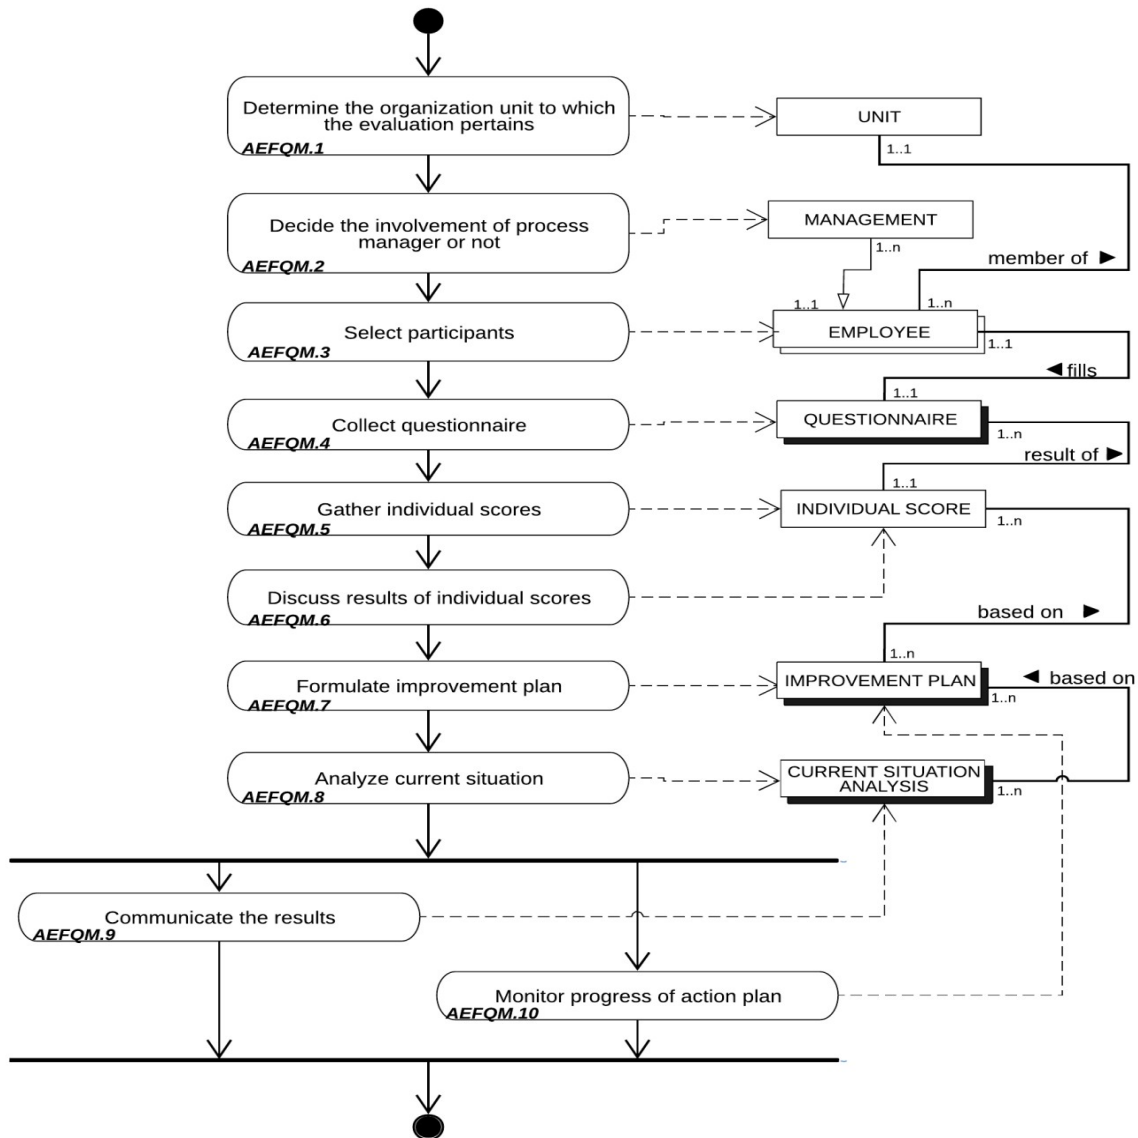 Determine the organization unit to which
the evaluation pertains
AEFQM.1
UNIT
1..1
Decide the involvement of process
manager or not
AEFQM.2
MANAGEMENT
1..n
member of ►
1..1
1..n
Select participants
AEFQM.3
EMPLOYEE
1..1
◄ fills
1..1
Collect questionnaire
AEFQM.4
QUESTIONNAIRE
1..n
result of ►
1..1
Gather individual scores
AEFQM.5
INDIVIDUAL SCORE
1..n
Discuss results of individual scores
AEFQM.6
based on ►
1..n
Formulate improvement plan
AEFQM.7
IMPROVEMENT PLAN
◄ based on
1..n
Analyze current situation
AEFQM.8
CURRENT SITUATION
ANALYSIS
1..n
Communicate the results
AEFQM.9
Monitor progress of action plan
AEFQM.10